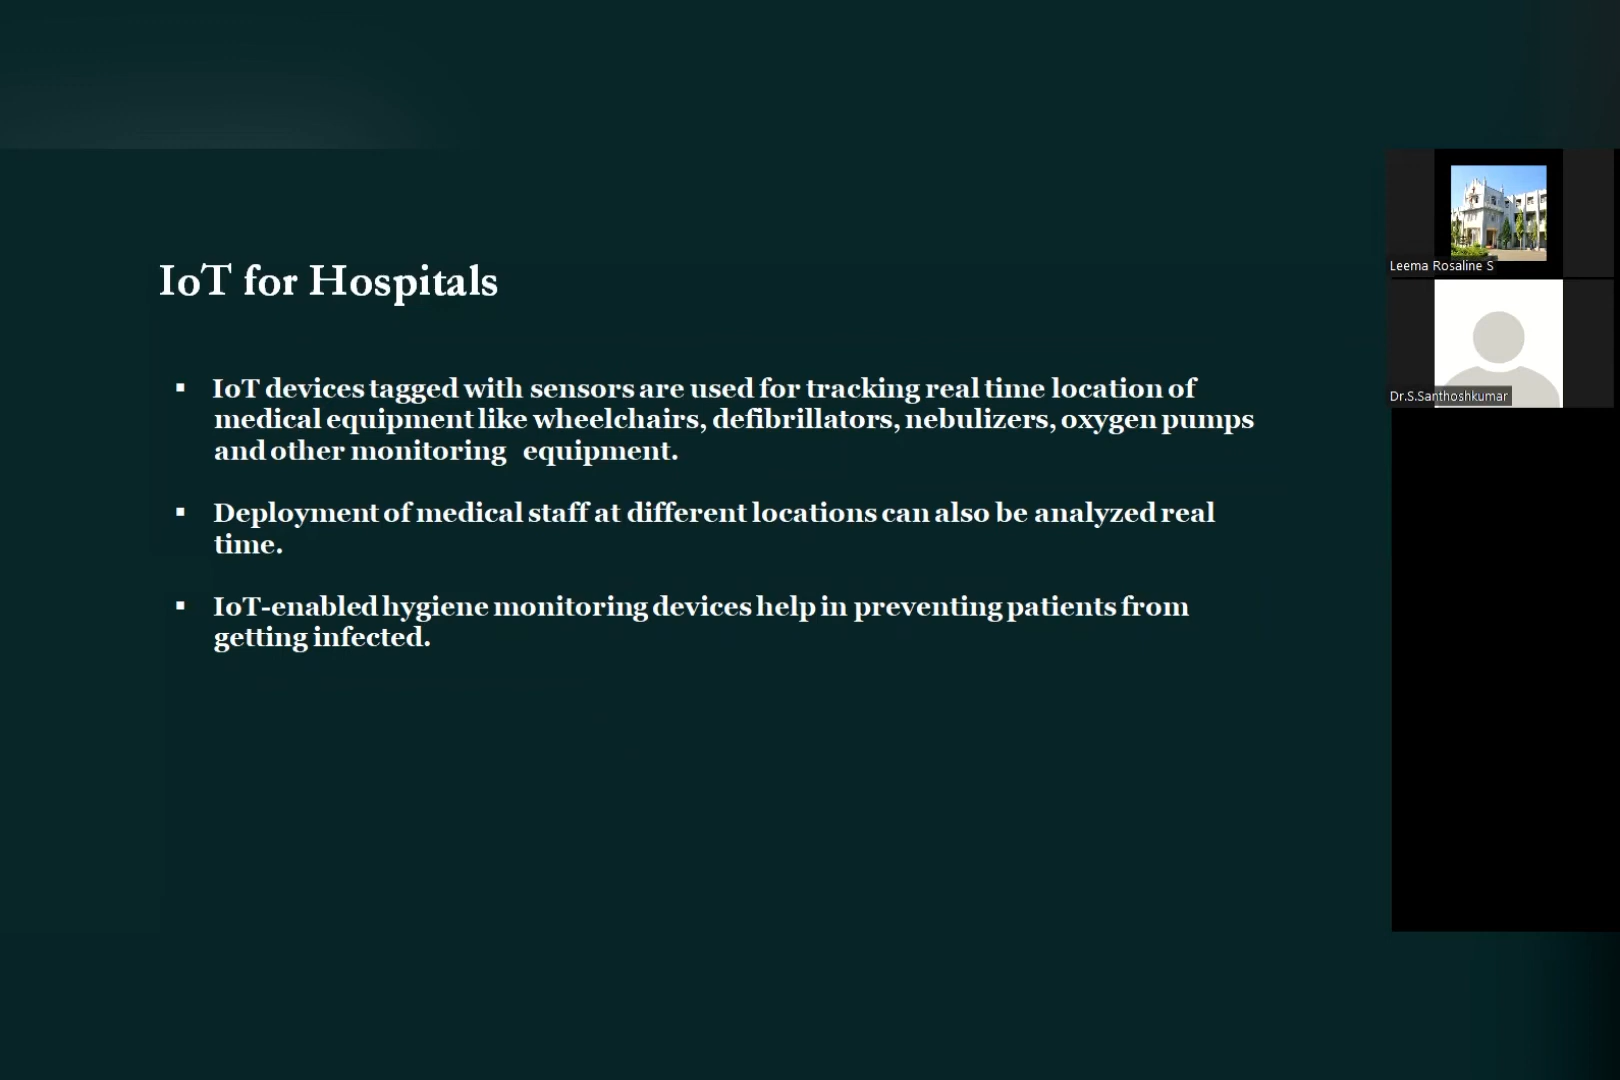 IoT for Hospitals
▪ IoT devices tagged with sensors are used for tracking real time location of
medical equipment like wheelchairs, defibrillators, nebulizers, oxygen pumps
and other monitoring equipment.
▪ Deployment of medical staff at different locations can also be analyzed real
time.
▪ IoT-enabled hygiene monitoring devices help in preventing patients from
getting infected.
Leema Rosaline S
Dr.S.Santhoshkumar